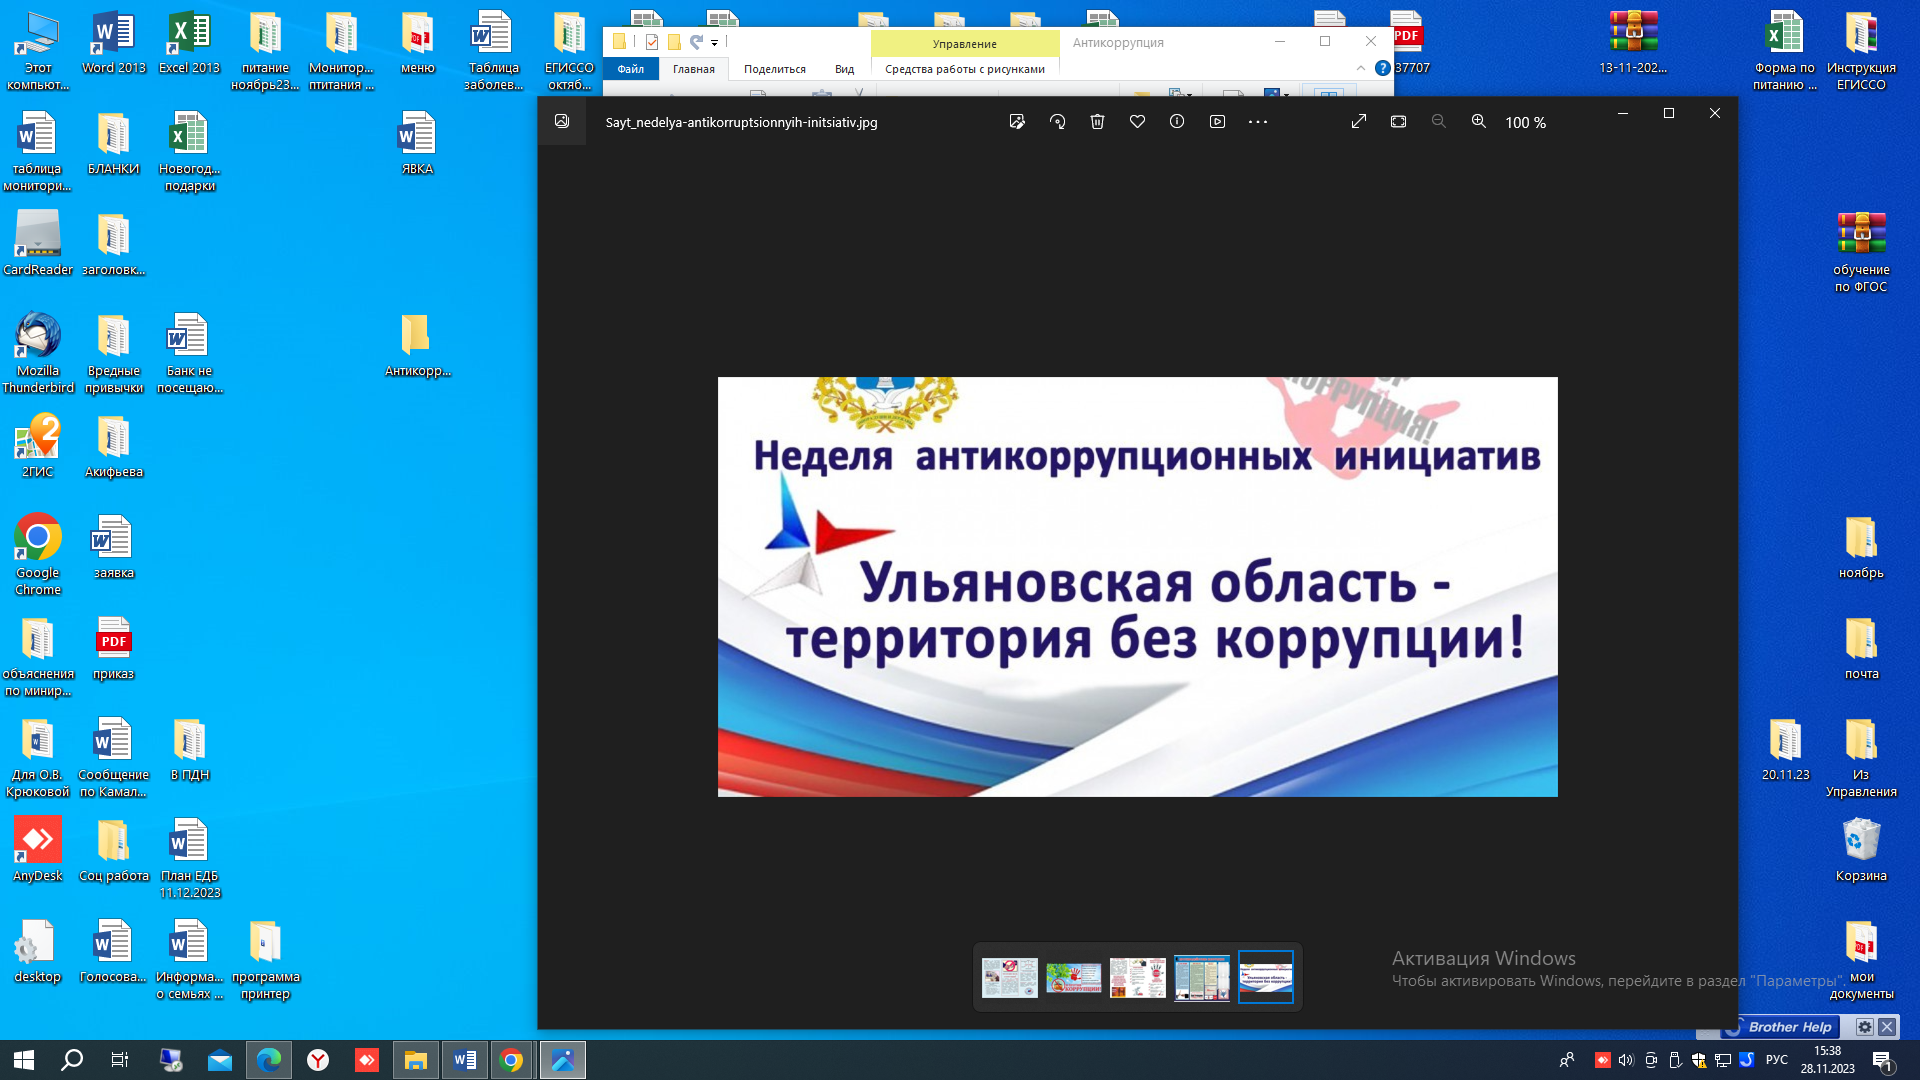 Этот компьют...
Word 2013
Excel 2013
питание ноябрь23...
Монитор... птитания ...
меню
Таблица заболев...
ЕГИССО октяб...
Управление
Антикоррупция
Файл
Главная
Поделиться
Вид
Средства работы с рисунками
PDF
37707
13-11-202...
Форма по питанию ...
Инструкция ЕГИССО
Sayt_nedelya-antikorruptsionnyih-initsiativ.jpg
100 %
таблица монитори...
БЛАНКИ
Новогод... подарки
ЯВКА
CardReader
заголовк...
обучение по ФГОС
Mozilla Thunderbird
Вредные привычки
Банк не посещаю...
Антикорр...
КОРРУПЦИЯ!
Неделя антикоррупционных инициатив
Ульяновская область -
территория без коррупции!
2ГИС
Акифьева
Google Chrome
заявка
ноябрь
объяснения по минир...
PDF
приказ
почта
Для О.В. Крюковой
Сообщение по Камал...
В ПДН
20.11.23
Из Управления
AnyDesk
Соц работа
План ЕДБ 11.12.2023
Корзина
desktop
Голосова...
Информа... о семьях ...
программа принтер
мои документы
Активация Windows
Чтобы активировать Windows, перейдите в раздел "Параметры".
Brother Help
РУС
15:38
28.11.2023
1